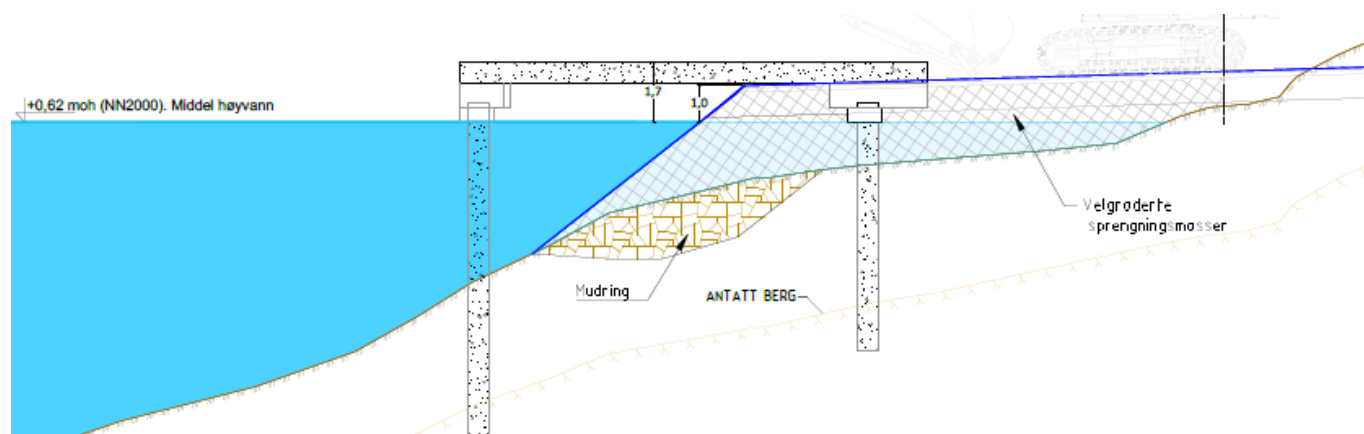 +0,62 moh (NN2000). Middel høyvann
1,7
1,0
Velgraderte
sprengningsmasser
Mudring
ANTATT BERG